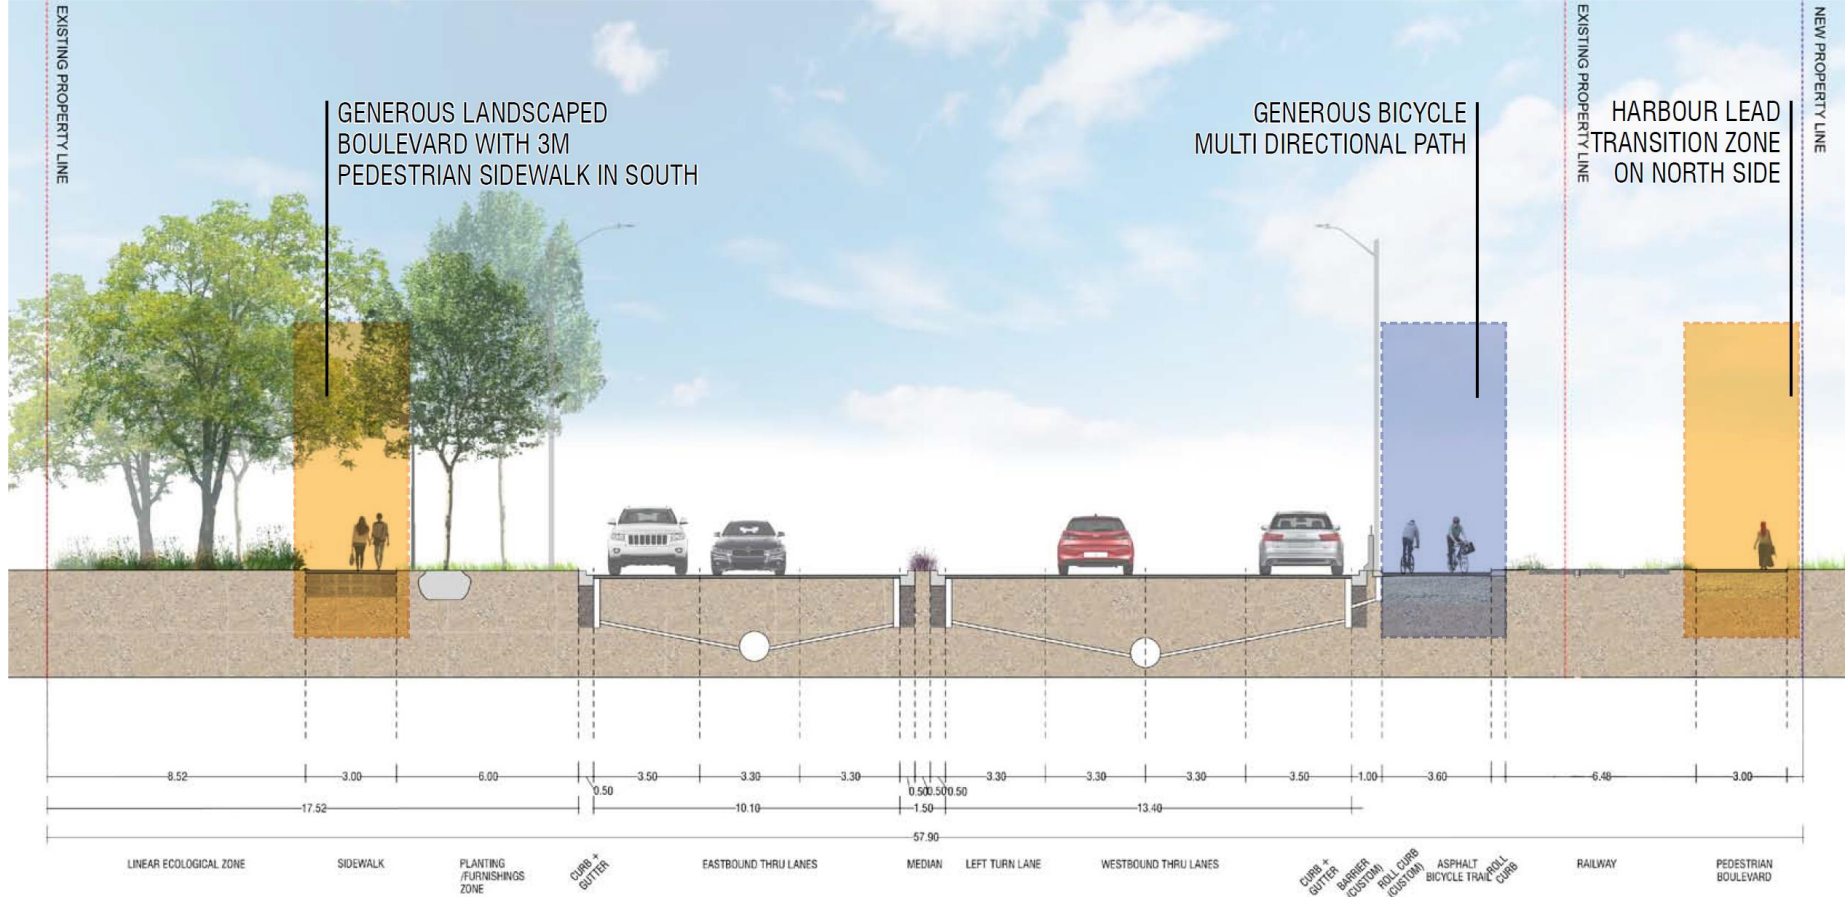 EXISTING PROPERTY LINE
GENEROUS LANDSCAPED
BOULEVARD WITH 3M
PEDESTRIAN SIDEWALK IN SOUTH
GENEROUS BICYCLE
MULTI DIRECTIONAL PATH
EXISTING PROPERTY LINE
HARBOUR LEAD
TRANSITION ZONE
ON NORTH SIDE
NEW PROPERTY LINE
8.52 3.00 6.00 3.50 3.30 3.30 3.30 3.30 3.30 3.50 1.00 3.60 6.48 3.00
0.50 0.50 0.50 0.50
17.52 10.10 1.50 13.40
57.90
LINEAR ECOLOGICAL ZONE
SIDEWALK
PLANTING
/FURNISHINGS
ZONE
CURB +
GUTTER
EASTBOUND THRU LANES
MEDIAN
LEFT TURN LANE
WESTBOUND THRU LANES
CURB +
GUTTER
BARRIER
(CUSTOM)
ROLL CURB
(CUSTOM)
ASPHALT
BICYCLE TRAIL
ROLL
CURB
RAILWAY
PEDESTRIAN
BOULEVARD